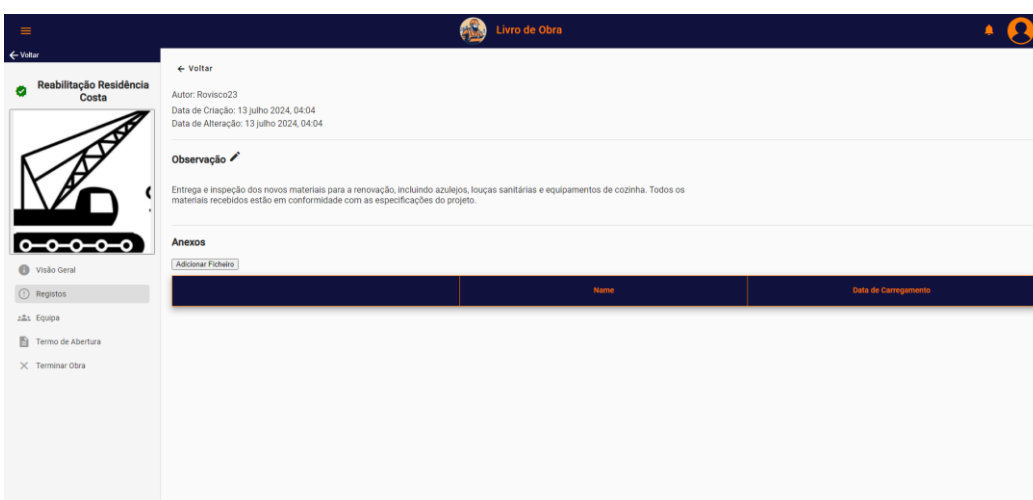 Livro de Obra
Voltar
Reabilitação Residência
Costa
Visão Geral
Registos
Equipa
Termo de Abertura
Terminar Obra
Voltar
Autor: Rovisco23
Data de Criação: 13 julho 2024, 04:04
Data de Alteração: 13 julho 2024, 04:04
Observação
Entrega e inspeção dos novos materiais para a renovação, incluindo azulejos, louças sanitárias e equipamentos de cozinha. Todos os
materiais recebidos estão em conformidade com as especificações do projeto.
Anexos
Adicionar Ficheiro
Name Data de Carregamento